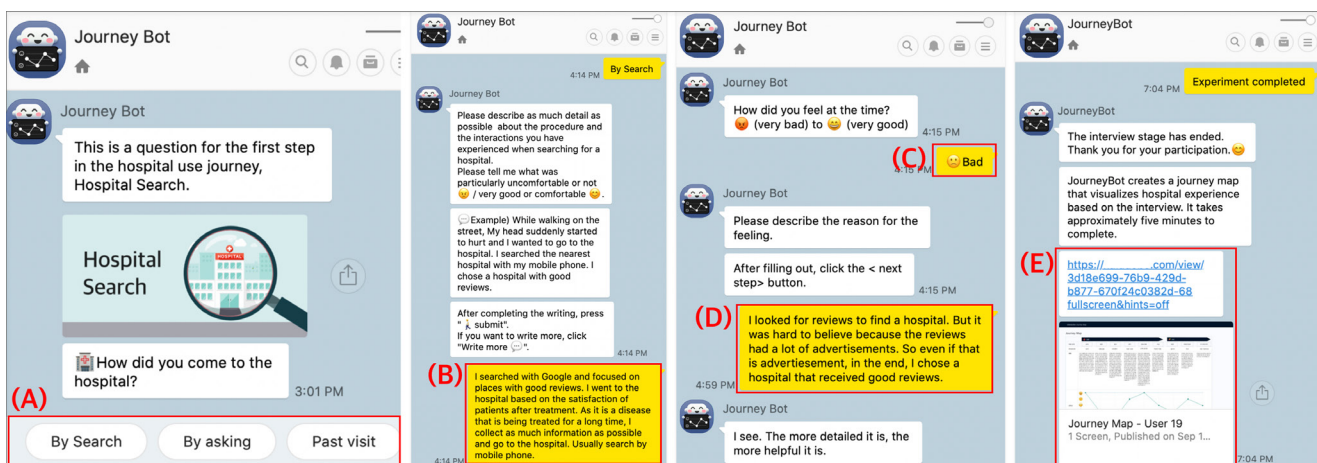 Journey Bot
Journey Bot
This is a question for the first step
in the hospital use journey,
Hospital Search.
Hospital
Search
HOSPITAL
How did you come to the
hospital?
3:01 PM
(A)
By Search
By asking
Past visit
Journey Bot
4:14 PM
By Search
Journey Bot
Please describe as much detail as
possible about the procedure and
the interactions you have
experienced when searching for a
hospital.
Please tell me what was
particularly uncomfortable or not
😡 / very good or comfortable 😊.
💬Example) While walking on the
street, My head suddenly started
to hurt and I wanted to go to the
hospital. I searched the nearest
hospital with my mobile phone. I
chose a hospital with good
reviews.
After completing the writing, press
"🚶submit".
If you want to write more, click
"Write more 💬".
4:14 PM
(B)
I searched with Google and focused on
places with good reviews. I went to the
hospital based on the satisfaction of
patients after treatment. As it is a disease
that is being treated for a long time, I
collect as much information as possible
and go to the hospital. Usually search by
mobile phone.
4:14 PM
Journey Bot
Journey Bot
How did you feel at the time?
😡 (very bad) to 😄 (very good)
4:15 PM
(C)
🙁Bad
4:15 PM
Journey Bot
Please describe the reason for the
feeling.
After filling out, click the < next
step> button.
4:15 PM
(D)
I looked for reviews to find a hospital. But it
was hard to believe because the reviews
had a lot of advertisements. So even if that
is advertiesement, in the end, I chose a
hospital that received good reviews.
4:59 PM
Journey Bot
I see. The more detailed it is, the
more helpful it is.
JourneyBot
7:04 PM
Experiment completed
JourneyBot
The interview stage has ended.
Thank you for your participation.😊
JourneyBot creates a journey map
that visualizes hospital experience
based on the interview. It takes
approximately five minutes to
complete.
(E)
https:// .com/view/
3d18e699-76b9-429d-
b877-670f24c0382d-68
fullscreen&hints=off
Journey Map - User 19
1 Screen, Published on Sep 1...
7:04 PM